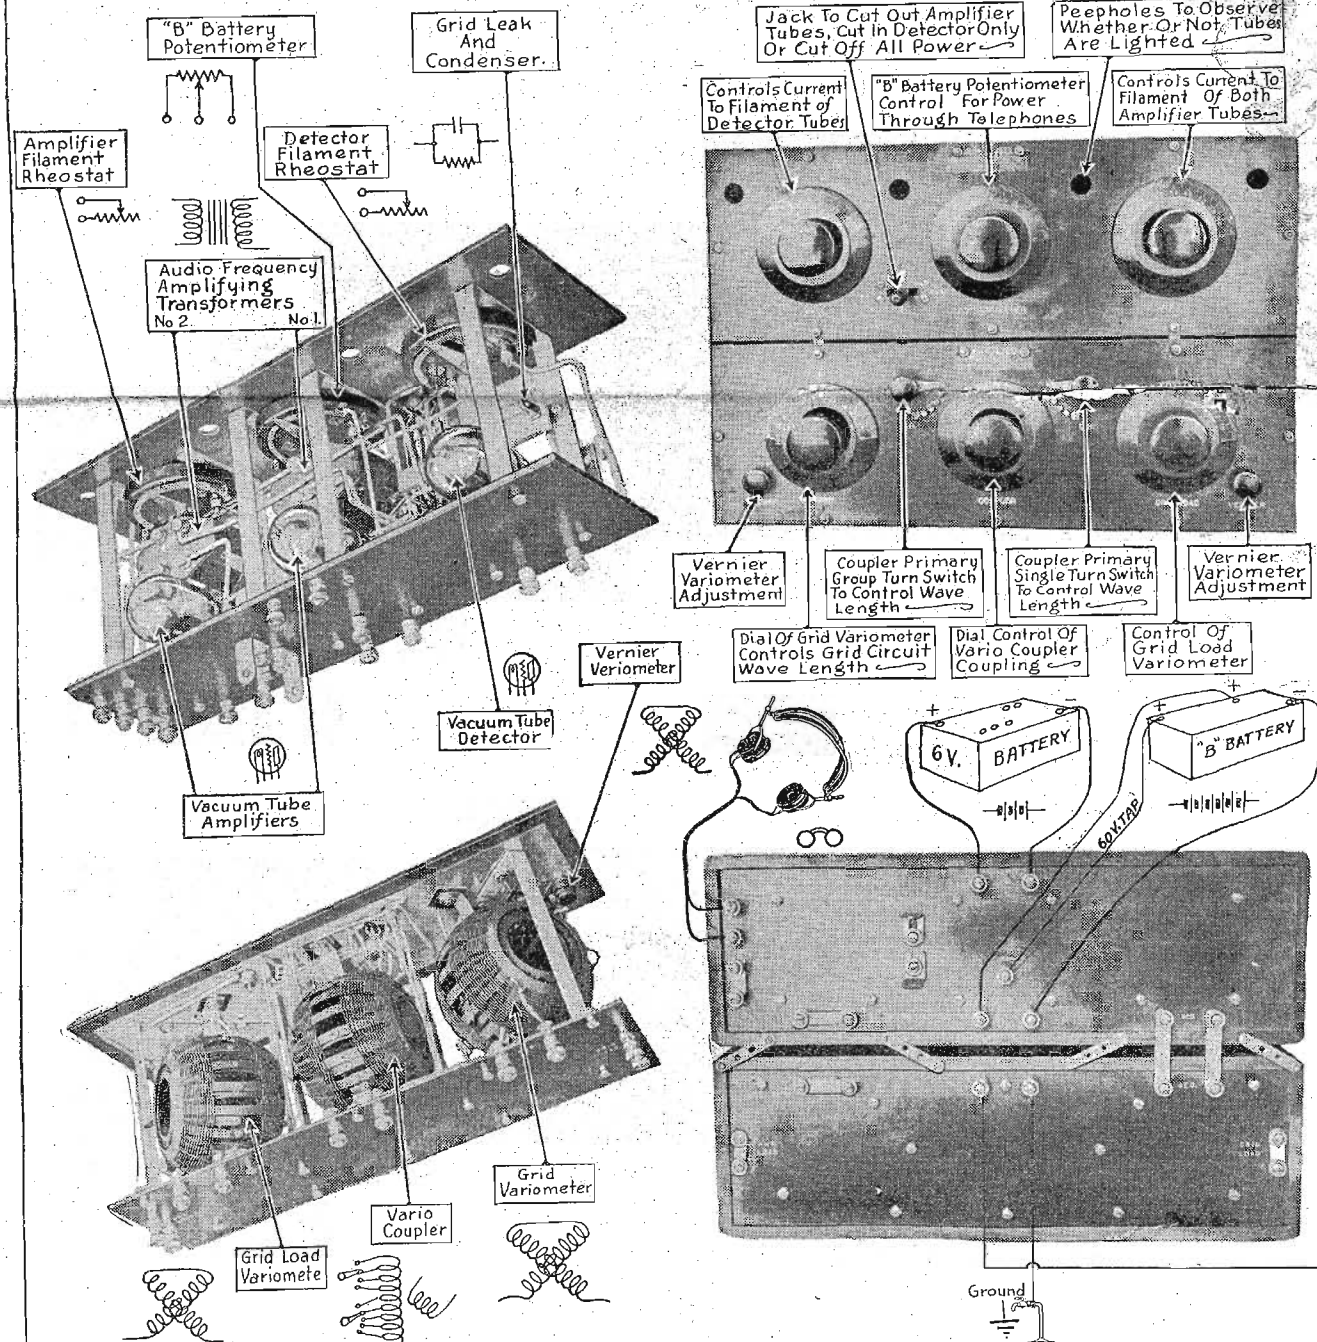 "B" Battery
Potentiometer
Grid Leak
And
Condenser.
Amplifier
Filament
Rheostat
Detector
Filament
Rheostat
Audio Frequency
Amplifying
Transformers
No 2. No 1.
Jack To Cut Out Amplifier
Tubes, Cut In Detector Only
Or Cut Off All Power
Peepholes To Observe
Whether Or Not Tubes
Are Lighted
Controls Current
To Filament of
Detector Tubes
"B" Battery Potentiometer
Control For Power
Through Telephones
Controls Current To
Filament Of Both
Amplifier Tubes
COUPLER
Vernier
Variometer
Adjustment
Coupler Primary
Group Turn Switch
To Control Wave
Length
Coupler Primary
Single Turn Switch
To Control Wave
Length
Vernier
Variometer
Adjustment
Dial Of Grid Variometer
Controls Grid Circuit
Wave Length
Dial Control Of
Vario Coupler
Coupling
Control Of
Grid Load
Variometer
Vernier
Veriometer
Vacuum Tube
Detector
Vacuum Tube
Amplifiers
+ -
6V. BATTERY
+ + -
"B" BATTERY
60V. TAP
Grid
Variometer
Vario
Coupler
Grid Load
Variomete
Ground